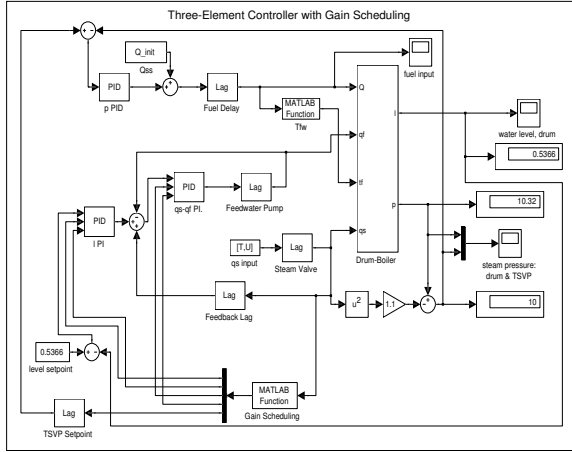 Three-Element Controller with Gain Scheduling
Q_init
Qss
PID
p PID
Lag
Fuel Delay
MATLAB
Function
Tfw
fuel input
Q
qf
tf
qs
l
p
Drum-Boiler
water level, drum
0.5366
10.32
steam pressure:
drum & TSVP
10
PID
qs-qf PI.
Lag
Feedwater Pump
PID
l PI
[T,U]
qs input
Lag
Steam Valve
Lag
Feedback Lag
u²
1.1
0.5366
level setpoint
Lag
TSVP Setpoint
MATLAB
Function
Gain Scheduling